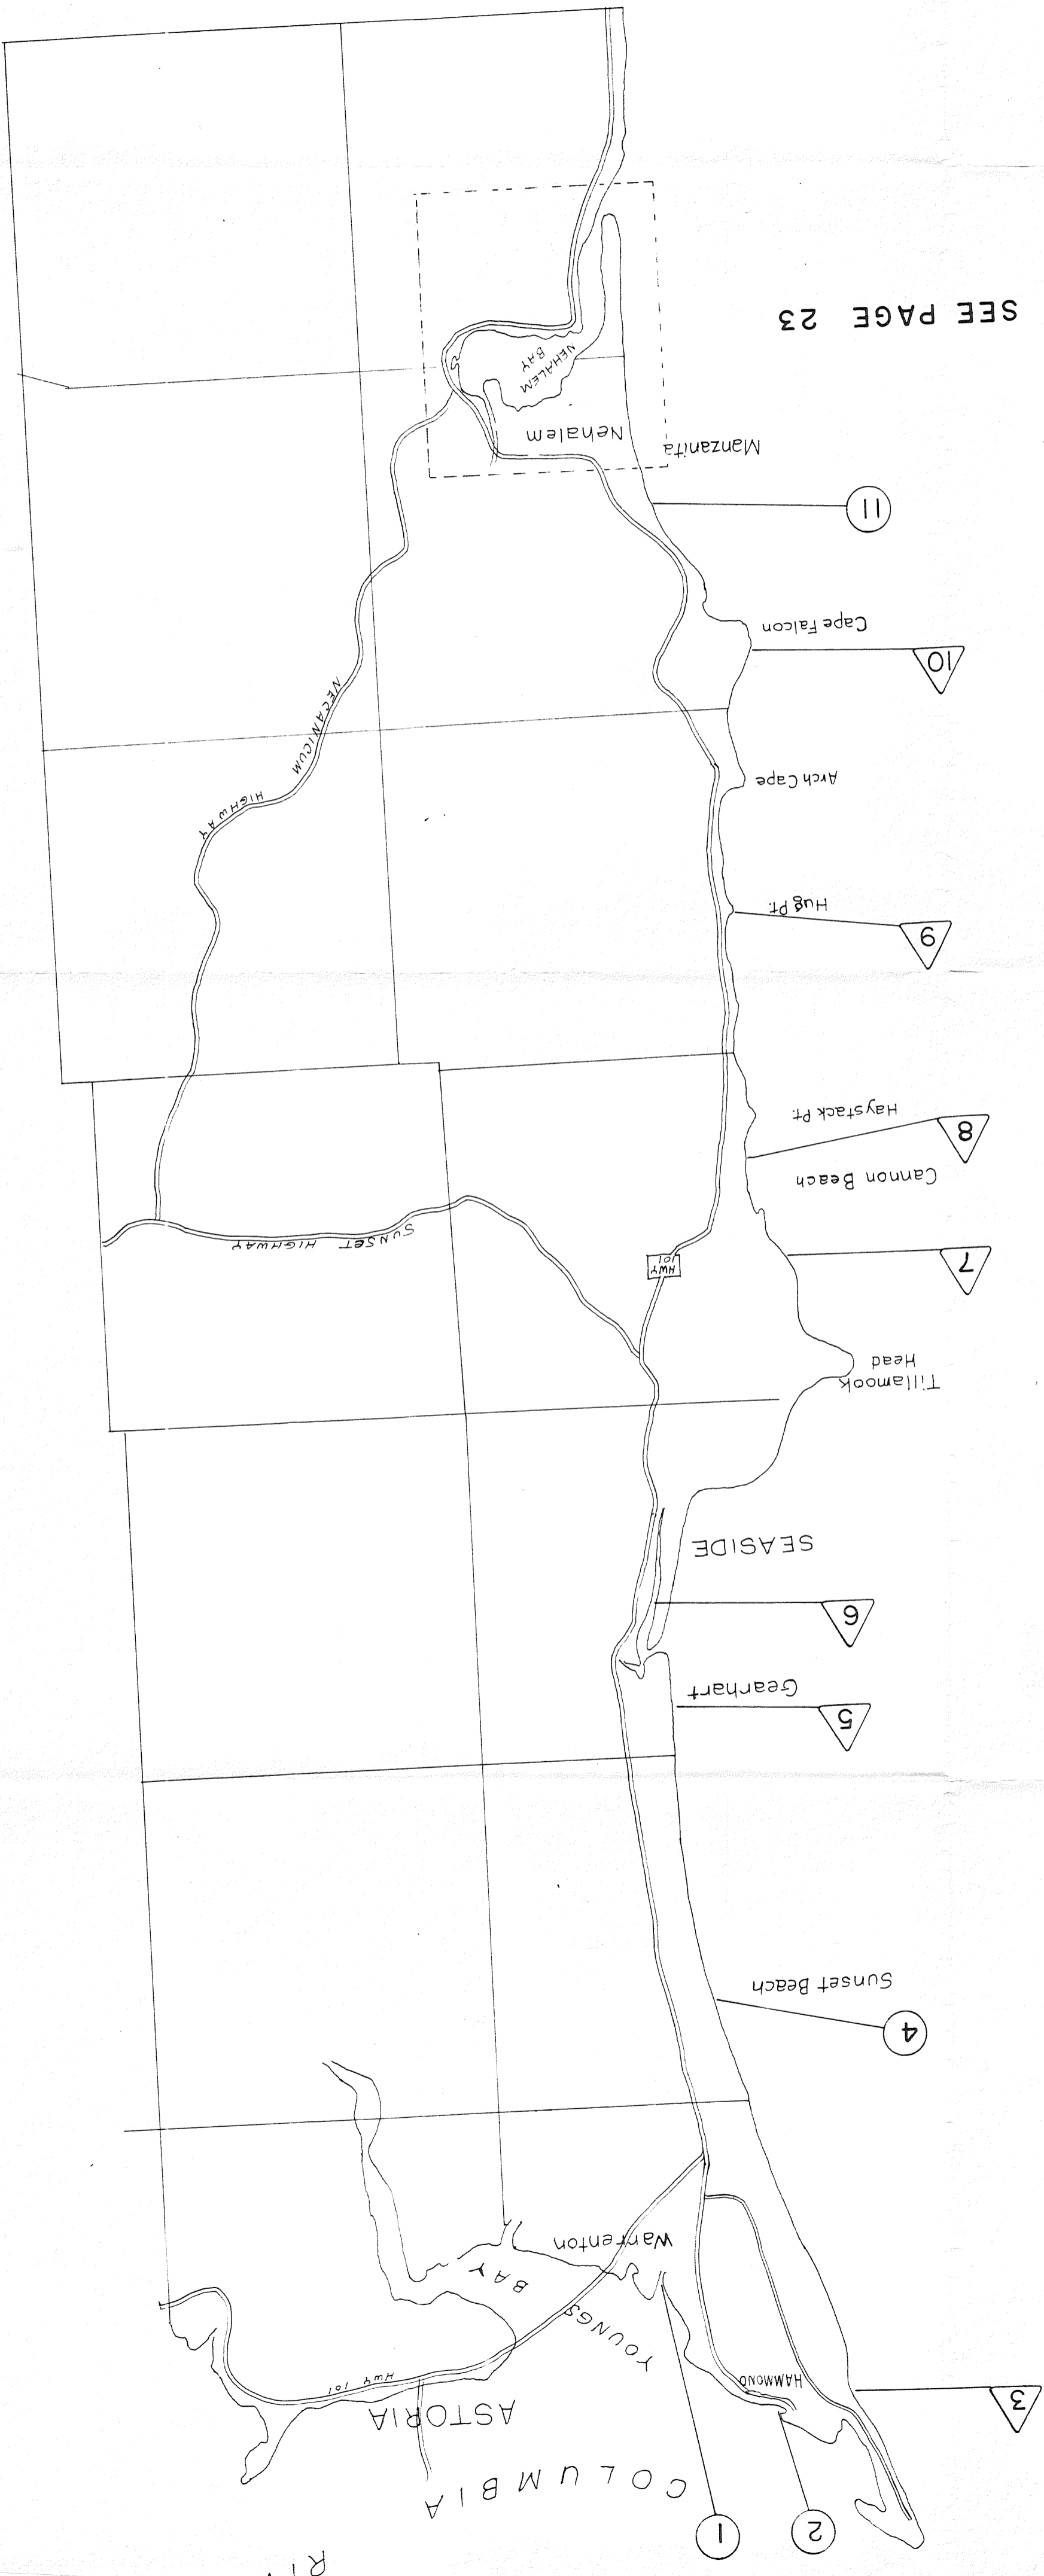 RI
COLUMBIA
1
2
ASTORIA
HWY 101
HAMMOND
3
YOUNGS
BAY
Warrenton
4
Sunset Beach
5
Gearhart
6
SEASIDE
Tillamook
Head
7
HWY
101
SUNSET HIGHWAY
Cannon Beach
8
Haystack Pt.
9
Hug Pt.
Arch Cape
NECANICUM
HIGHWAY
10
Cape Falcon
11
Manzanita
Nehalem
NEHALEM
BAY
SEE PAGE 23